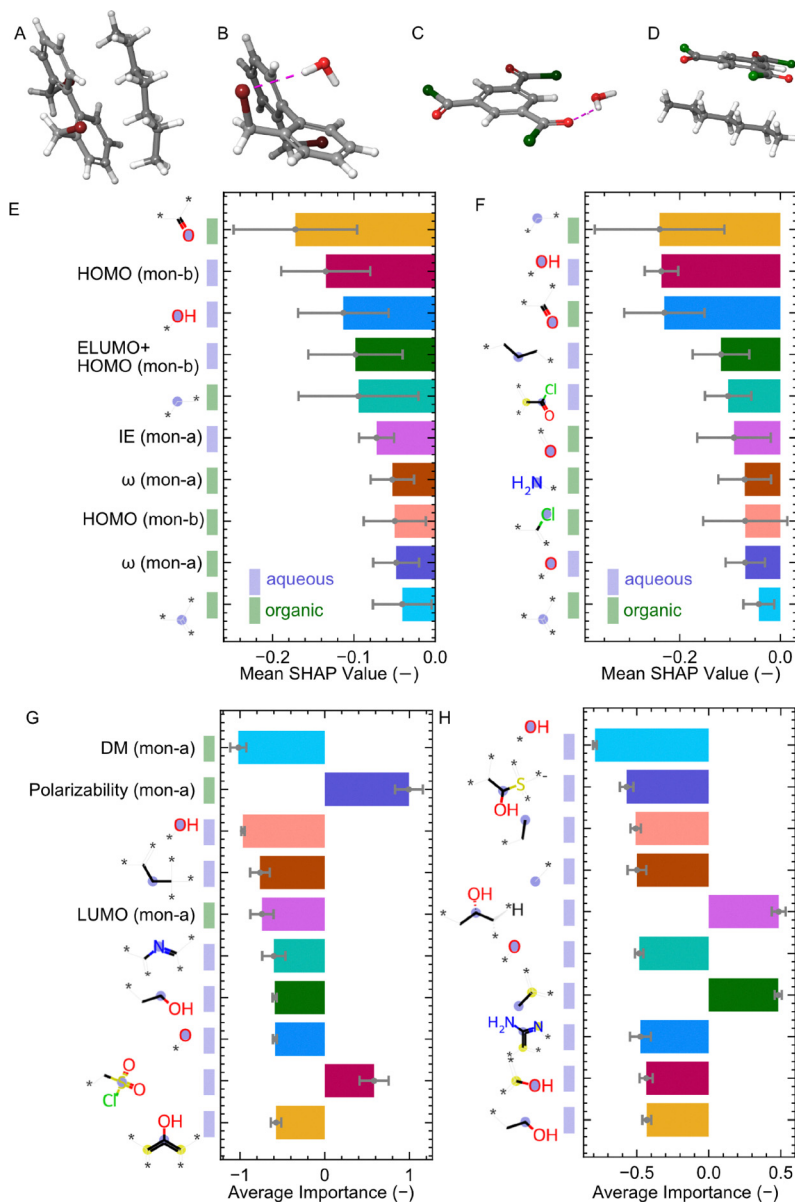 A
B
C
D
E
* *
* O
HOMO (mon-b)
OH
*
ELUMO+
HOMO (mon-b)
* *
IE (mon-a)
ω (mon-a)
HOMO (mon-b)
ω (mon-a)
* *
*
aqueous
organic
−0.2 −0.1 0.0
Mean SHAP Value (−)
F
*
*
OH
* *
* O
* *
Cl
* * O
* O
H₂N *
Cl
*
O
*
* *
*
aqueous
organic
−0.2 0.0
Mean SHAP Value (−)
G
DM (mon-a)
Polarizability (mon-a)
OH
*
* * *
* *
LUMO (mon-a)
* N *
* *
OH
O
*
O
* O
Cl
OH
* *
* *
−1 0 1
Average Importance (−)
H
OH
*
* * *-
S
OH *
*
*
*
OH
* *H
O
*
*
*
H₂N N
* *
*
OH
*
OH
−0.5 0.0 0.5
Average Importance (−)